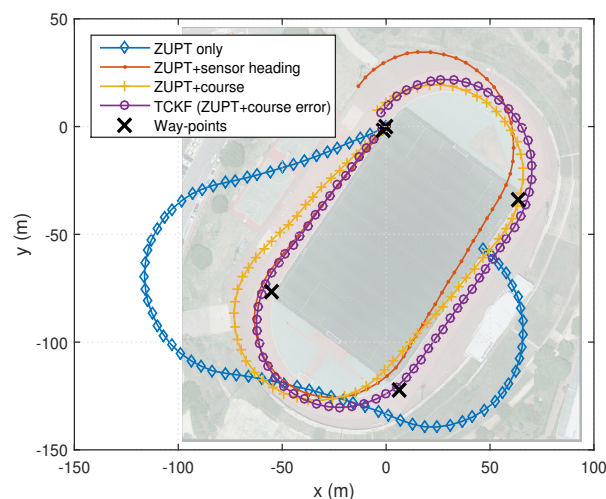 50
0
-50
-100
-150
-150
-100
-50
0
50
100
x (m)
y (m)
ZUPT only
ZUPT+sensor heading
ZUPT+course
TCKF (ZUPT+course error)
Way-points